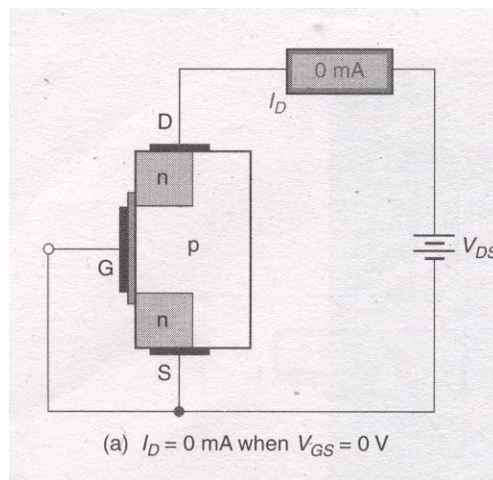 0 mA
I_D
D
n
p
G
V_DS
n
S
(a) I_D = 0 mA when V_GS = 0 V